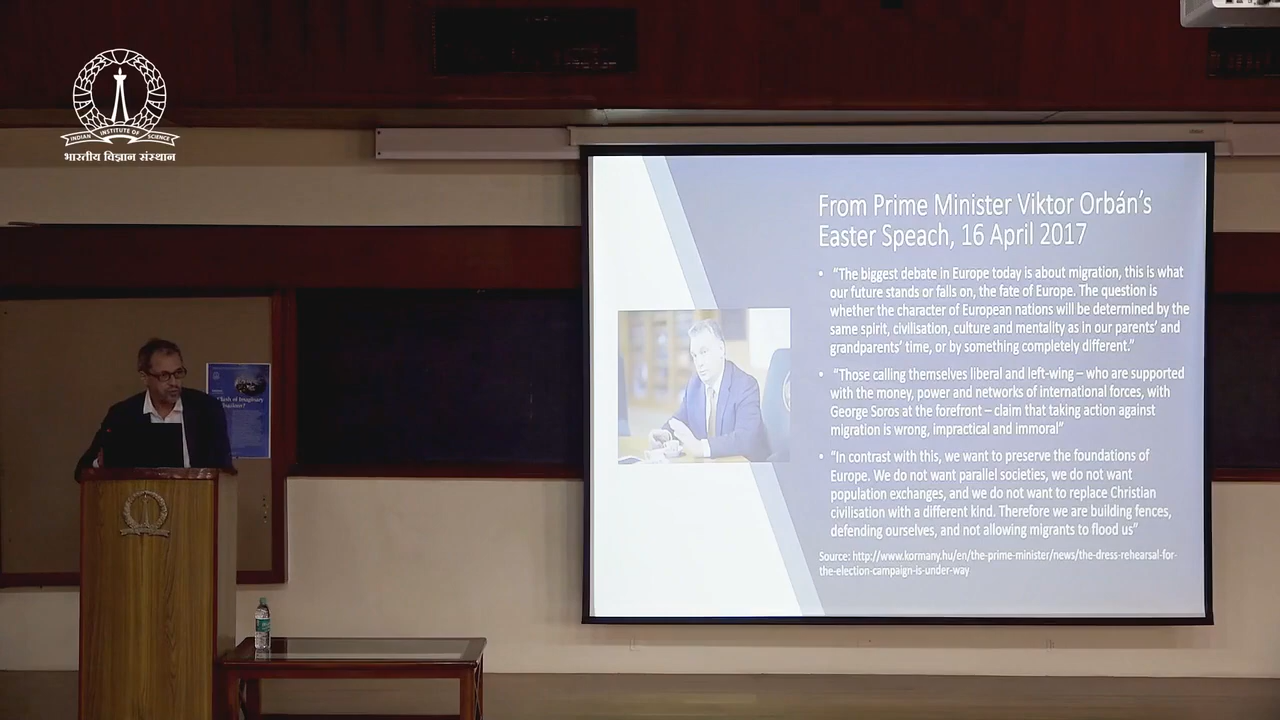 INDIAN INSTITUTE OF SCIENCE
भारतीय विज्ञान संस्थान
From Prime Minister Viktor Orbán's
Easter Speach, 16 April 2017
• "The biggest debate in Europe today is about migration, this is what
our future stands or falls on, the fate of Europe. The question is
whether the character of European nations will be determined by the
same spirit, civilisation, culture and mentality as in our parents' and
grandparents' time, or by something completely different."
• "Those calling themselves liberal and left-wing – who are supported
with the money, power and networks of international forces, with
George Soros at the forefront – claim that taking action against
migration is wrong, impractical and immoral"
• "In contrast with this, we want to preserve the foundations of
Europe. We do not want parallel societies, we do not want
population exchanges, and we do not want to replace Christian
civilisation with a different kind. Therefore we are building fences,
defending ourselves, and not allowing migrants to flood us"
Source: http://www.kormany.hu/en/the-prime-minister/news/the-dress-rehearsal-for-
the-election-campaign-is-under-way
of Imaginary